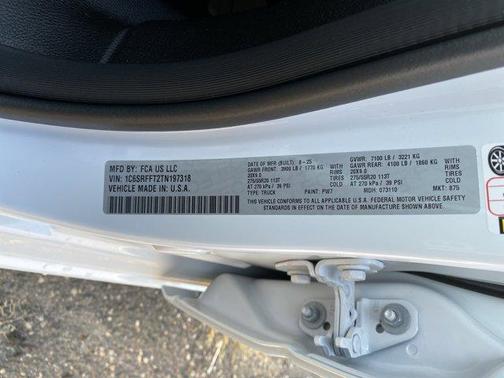 MFD BY: FCA US LLC
VIN: 1C6SRFFT2TN197318
VEHICLE MADE IN U.S.A.
DATE OF MFR (BUILT): 8-25
GAWR FRONT: 3900 LB / 1770 KG
20X9.0
275/55R20 113T
AT 270 kPa / 39 PSI
TYPE: TRUCK
RIMS
TIRES
COLD
PAINT: PW7
GVWR: 7100 LB / 3221 KG
GAWR REAR: 4100 LB / 1860 KG
20X9.0
275/55R20 113T
AT 270 kPa / 39 PSI
MDH: 073110
RIMS
TIRES
COLD
MKT: 875
THIS VEHICLE CONFORMS TO ALL APPLICABLE U.S.A. FEDERAL MOTOR VEHICLE SAFETY
STANDARDS IN EFFECT ON THE DATE OF MANUFACTURE SHOWN ABOVE.